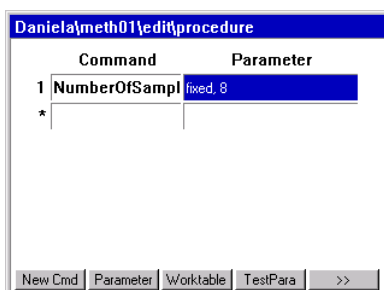 Daniela\meth01\edit\procedure
Command Parameter
1 NumberOfSampl fixed, 8
*
New Cmd Parameter Worktable TestPara >>